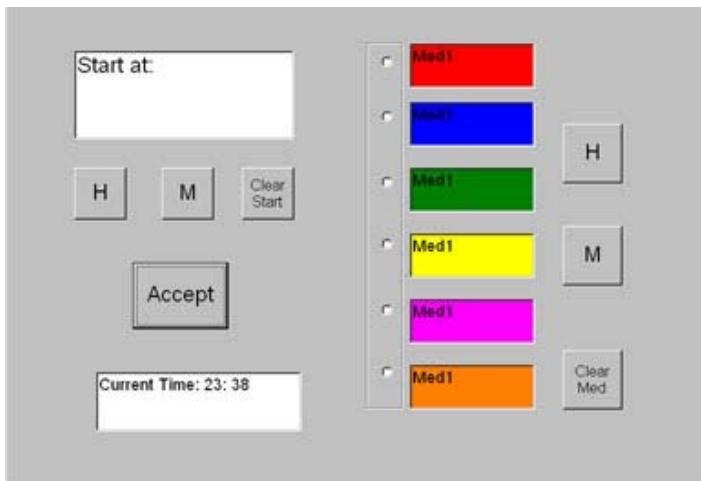 Start at:
H
M
Clear
Start
Accept
Current Time: 23: 38
Med1
Med1
Med1
Med1
Med1
Med1
H
M
Clear
Med